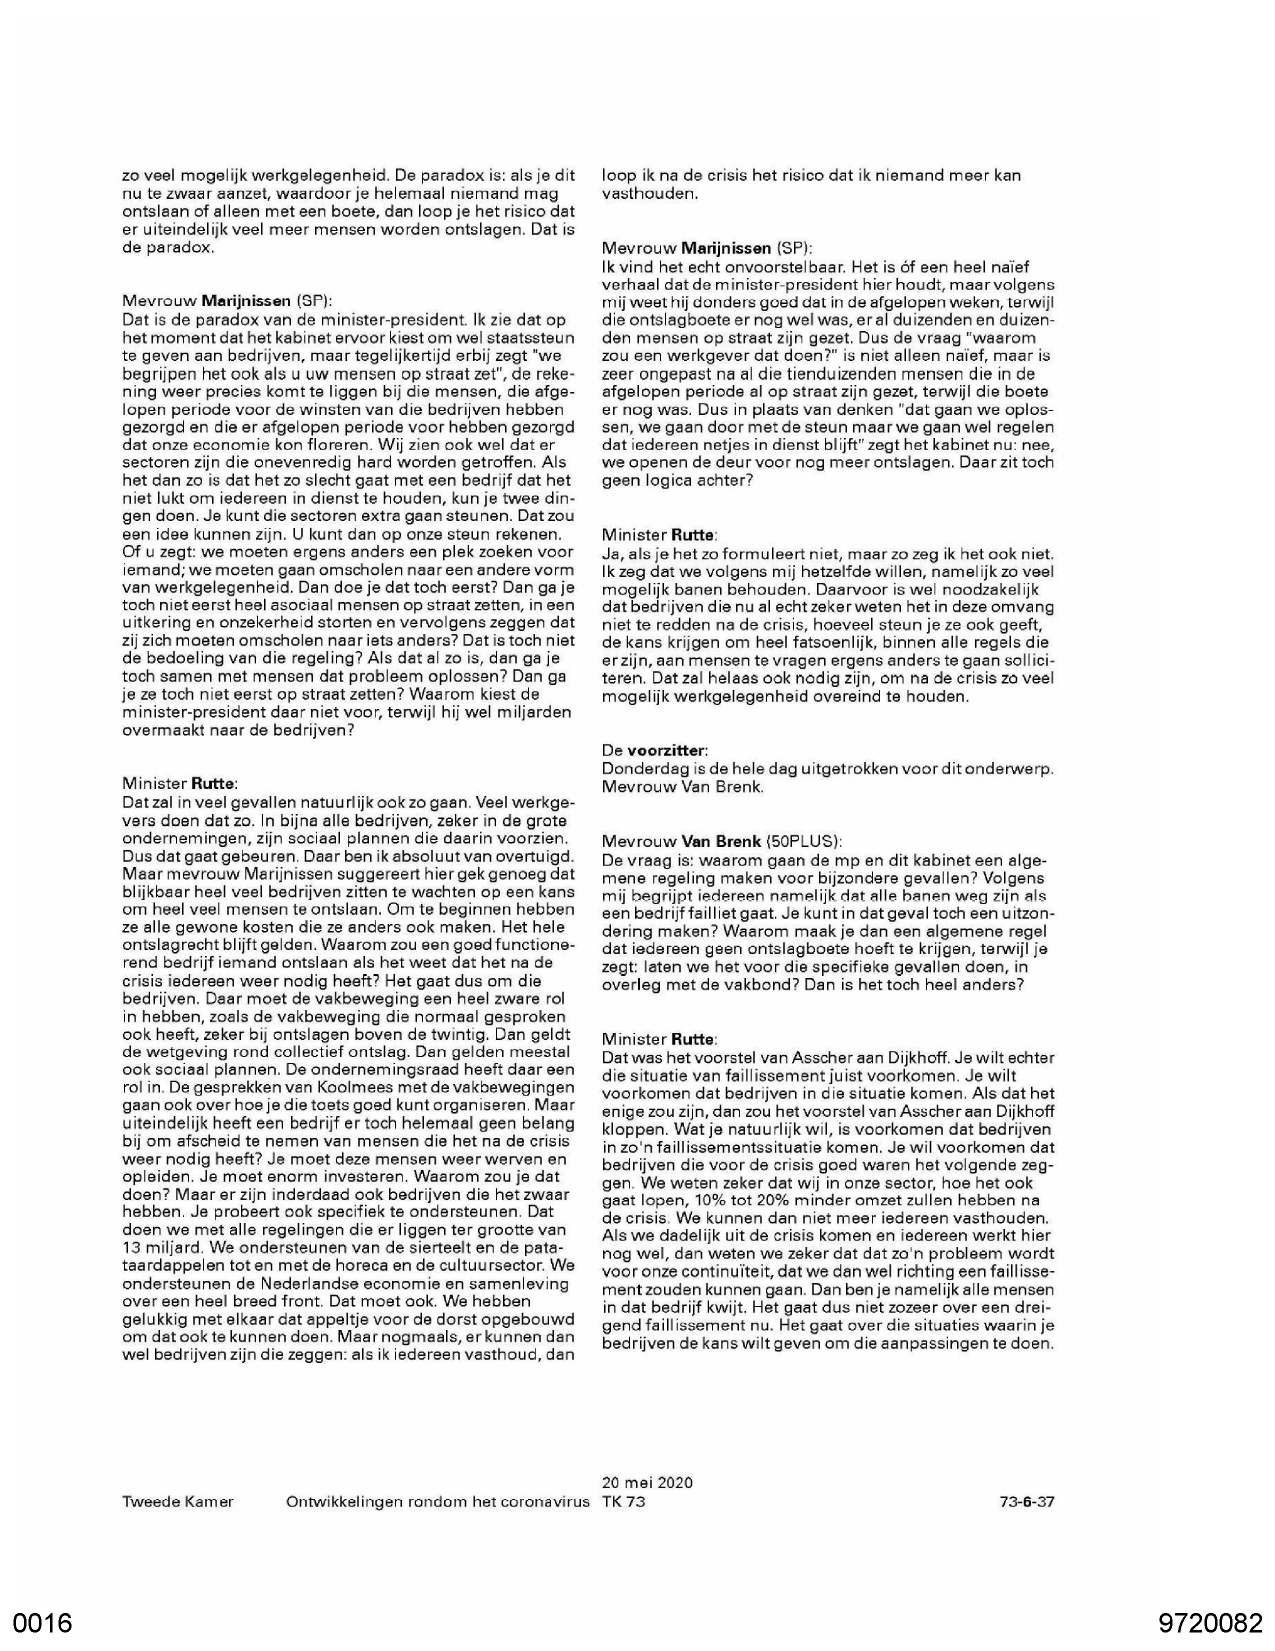 zo veel mogelijk werkgelegenheid. De paradox is: als je dit
nu te zwaar aanzet, waardoor je helemaal niemand mag
ontslaan of alleen met een boete, dan loop je het risico dat
er uiteindelijk veel meer mensen worden ontslagen. Dat is
de paradox.
Mevrouw Marijnissen (SP):
Dat is de paradox van de minister-president. Ik zie dat op
het moment dat het kabinet ervoor kiest om wel staatssteun
te geven aan bedrijven, maar tegelijkertijd erbij zegt "we
begrijpen het ook als u uw mensen op straat zet", de reke-
ning weer precies komt te liggen bij die mensen, die afge-
lopen periode voor de winsten van die bedrijven hebben
gezorgd en die er afgelopen periode voor hebben gezorgd
dat onze economie kon floreren. Wij zien ook wel dat er
sectoren zijn die onevenredig hard worden getroffen. Als
het dan zo is dat het zo slecht gaat met een bedrijf dat het
niet lukt om iedereen in dienst te houden, kun je twee din-
gen doen. Je kunt die sectoren extra gaan steunen. Dat zou
een idee kunnen zijn. U kunt dan op onze steun rekenen.
Of u zegt: we moeten ergens anders een plek zoeken voor
iemand; we moeten gaan omscholen naar een andere vorm
van werkgelegenheid. Dan doe je dat toch eerst? Dan ga je
toch niet eerst heel asociaal mensen op straat zetten, in een
uitkering en onzekerheid storten en vervolgens zeggen dat
zij zich moeten omscholen naar iets anders? Dat is toch niet
de bedoeling van die regeling? Als dat al zo is, dan ga je
toch samen met mensen dat probleem oplossen? Dan ga
je ze toch niet eerst op straat zetten? Waarom kiest de
minister-president daar niet voor, terwijl hij wel miljarden
overmaakt naar de bedrijven?
Minister Rutte:
Dat zal in veel gevallen natuurlijk ook zo gaan. Veel werkge-
vers doen dat zo. In bijna alle bedrijven, zeker in de grote
ondernemingen, zijn sociaal plannen die daarin voorzien.
Dus dat gaat gebeuren. Daar ben ik absoluut van overtuigd.
Maar mevrouw Marijnissen suggereert hier gek genoeg dat
blijkbaar heel veel bedrijven zitten te wachten op een kans
om heel veel mensen te ontslaan. Om te beginnen hebben
ze alle gewone kosten die ze anders ook maken. Het hele
ontslagrecht blijft gelden. Waarom zou een goed functione-
rend bedrijf iemand ontslaan als het weet dat het na de
crisis iedereen weer nodig heeft? Het gaat dus om die
bedrijven. Daar moet de vakbeweging een heel zware rol
in hebben, zoals de vakbeweging die normaal gesproken
ook heeft, zeker bij ontslagen boven de twintig. Dan geldt
de wetgeving rond collectief ontslag. Dan gelden meestal
ook sociaal plannen. De ondernemingsraad heeft daar een
rol in. De gesprekken van Koolmees met de vakbewegingen
gaan ook over hoe je die toets goed kunt organiseren. Maar
uiteindelijk heeft een bedrijf er toch helemaal geen belang
bij om afscheid te nemen van mensen die het na de crisis
weer nodig heeft? Je moet deze mensen weer werven en
opleiden. Je moet enorm investeren. Waarom zou je dat
doen? Maar er zijn inderdaad ook bedrijven die het zwaar
hebben. Je probeert ook specifiek te ondersteunen. Dat
doen we met alle regelingen die er liggen ter grootte van
13 miljard. We ondersteunen van de sierteelt en de pata-
taardappelen tot en met de horeca en de cultuursector. We
ondersteunen de Nederlandse economie en samenleving
over een heel breed front. Dat moet ook. We hebben
gelukkig met elkaar dat appeltje voor de dorst opgebouwd
om dat ook te kunnen doen. Maar nogmaals, er kunnen dan
wel bedrijven zijn die zeggen: als ik iedereen vasthoud, dan
loop ik na de crisis het risico dat ik niemand meer kan
vasthouden.
Mevrouw Marijnissen (SP):
Ik vind het echt onvoorstelbaar. Het is óf een heel naïef
verhaal dat de minister-president hier houdt, maar volgens
mij weet hij donders goed dat in de afgelopen weken, terwijl
die ontslagboete er nog wel was, er al duizenden en duizen-
den mensen op straat zijn gezet. Dus de vraag "waarom
zou een werkgever dat doen?" is niet alleen naïef, maar is
zeer ongepast na al die tienduizenden mensen die in de
afgelopen periode al op straat zijn gezet, terwijl die boete
er nog was. Dus in plaats van denken "dat gaan we oplos-
sen, we gaan door met de steun maar we gaan wel regelen
dat iedereen netjes in dienst blijft" zegt het kabinet nu: nee,
we openen de deur voor nog meer ontslagen. Daar zit toch
geen logica achter?
Minister Rutte:
Ja, als je het zo formuleert niet, maar zo zeg ik het ook niet.
Ik zeg dat we volgens mij hetzelfde willen, namelijk zo veel
mogelijk banen behouden. Daarvoor is wel noodzakelijk
dat bedrijven die nu al echt zeker weten het in deze omvang
niet te redden na de crisis, hoeveel steun je ze ook geeft,
de kans krijgen om heel fatsoenlijk, binnen alle regels die
er zijn, aan mensen te vragen ergens anders te gaan sollici-
teren. Dat zal helaas ook nodig zijn, om na de crisis zo veel
mogelijk werkgelegenheid overeind te houden.
De voorzitter:
Donderdag is de hele dag uitgetrokken voor dit onderwerp.
Mevrouw Van Brenk.
Mevrouw Van Brenk (50PLUS):
De vraag is: waarom gaan de mp en dit kabinet een alge-
mene regeling maken voor bijzondere gevallen? Volgens
mij begrijpt iedereen namelijk dat alle banen weg zijn als
een bedrijf failliet gaat. Je kunt in dat geval toch een uitzon-
dering maken? Waarom maak je dan een algemene regel
dat iedereen geen ontslagboete hoeft te krijgen, terwijl je
zegt: laten we het voor die specifieke gevallen doen, in
overleg met de vakbond? Dan is het toch heel anders?
Minister Rutte:
Dat was het voorstel van Asscher aan Dijkhoff. Je wilt echter
die situatie van faillissement juist voorkomen. Je wilt
voorkomen dat bedrijven in die situatie komen. Als dat het
enige zou zijn, dan zou het voorstel van Asscher aan Dijkhoff
kloppen. Wat je natuurlijk wil, is voorkomen dat bedrijven
in zo'n faillissementssituatie komen. Je wil voorkomen dat
bedrijven die voor de crisis goed waren het volgende zeg-
gen. We weten zeker dat wij in onze sector, hoe het ook
gaat lopen, 10% tot 20% minder omzet zullen hebben na
de crisis. We kunnen dan niet meer iedereen vasthouden.
Als we dadelijk uit de crisis komen en iedereen werkt hier
nog wel, dan weten we zeker dat dat zo'n probleem wordt
voor onze continuïteit, dat we dan wel richting een faillisse-
ment zouden kunnen gaan. Dan ben je namelijk alle mensen
in dat bedrijf kwijt. Het gaat dus niet zozeer over een drei-
gend faillissement nu. Het gaat over die situaties waarin je
bedrijven de kans wilt geven om die aanpassingen te doen.
20 mei 2020
Tweede Kamer Ontwikkelingen rondom het coronavirus TK 73 73-6-37
0016 9720082